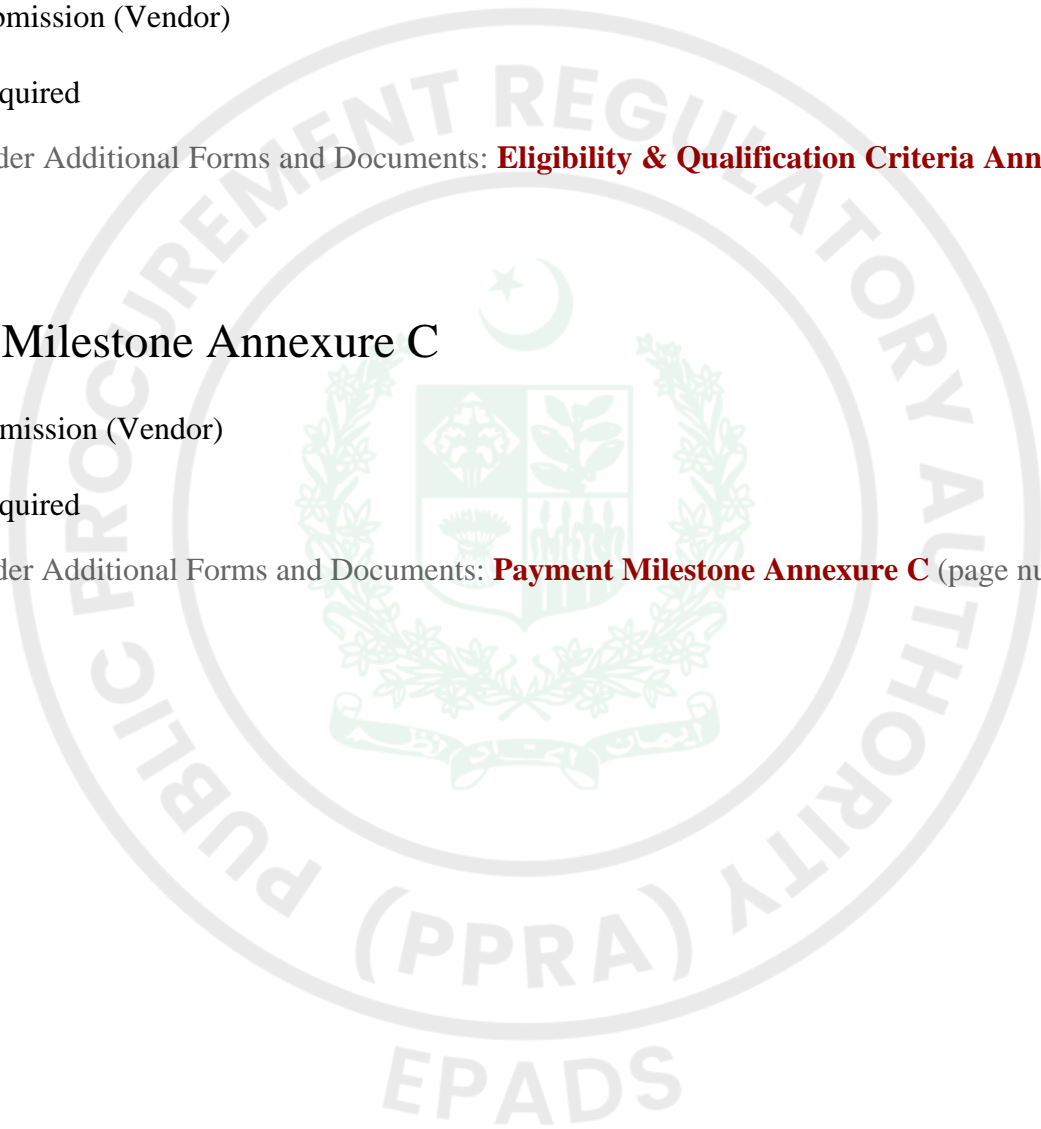 bmission (Vendor)
quired
der Additional Forms and Documents: Eligibility & Qualification Criteria Ann
Milestone Annexure C
mission (Vendor)
quired
der Additional Forms and Documents: Payment Milestone Annexure C (page nu
PUBLIC PROCUREMENT REGULATORY AUTHORITY
(PPRA)
EPADS